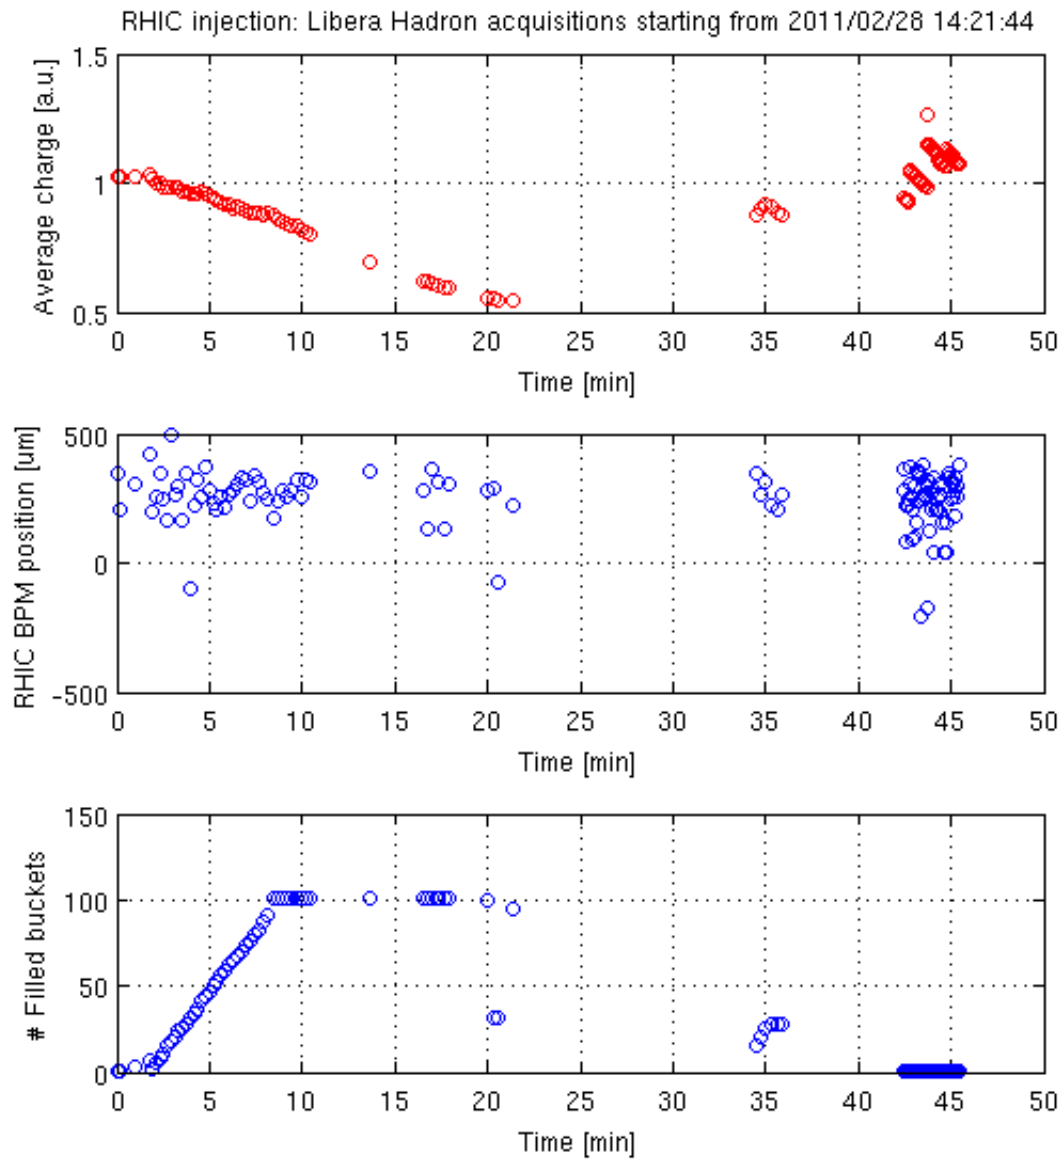 RHIC injection: Libera Hadron acquisitions starting from 2011/02/28 14:21:44
Average charge [a.u.]
1.5
1
0.5
0 5 10 15 20 25 30 35 40 45 50
Time [min]
RHIC BPM position [um]
500
0
-500
0 5 10 15 20 25 30 35 40 45 50
Time [min]
# Filled buckets
150
100
50
0
0 5 10 15 20 25 30 35 40 45 50
Time [min]